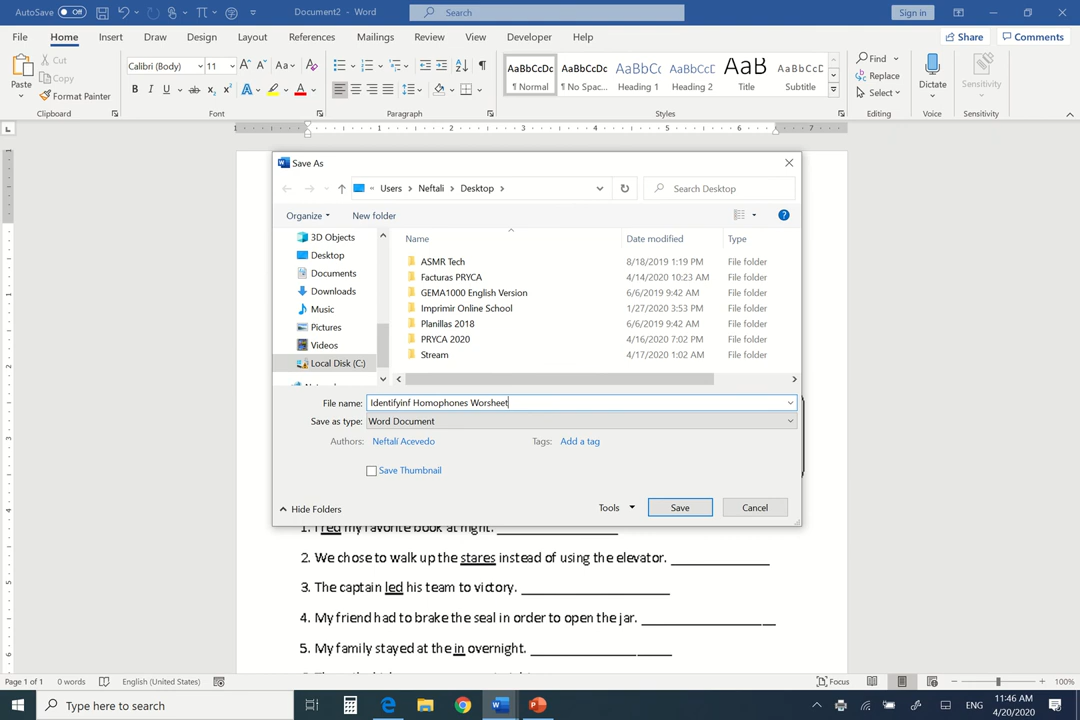 AutoSave Off Document2 - Word Search Sign in
File Home Insert Draw Design Layout References Mailings Review View Developer Help Share Comments
Paste Cut Copy Format Painter
Calibri (Body) 11
AaBbCcDc AaBbCcDc AaBbCc AaBbCcD AaB AaBbCcD
¶ Normal ¶ No Spac... Heading 1 Heading 2 Title Subtitle
Find Replace Select Dictate Sensitivity
Clipboard Font Paragraph Styles Editing Voice Sensitivity
Save As
Users Neftali Desktop Search Desktop
Organize New folder
3D Objects
Desktop
Documents
Downloads
Music
Pictures
Videos
Local Disk (C:)
Name Date modified Type
ASMR Tech 8/18/2019 1:19 PM File folder
Facturas PRYCA 4/14/2020 10:23 AM File folder
GEMA1000 English Version 6/6/2019 9:42 AM File folder
Imprimir Online School 1/27/2020 3:53 PM File folder
Planillas 2018 6/6/2019 9:42 AM File folder
PRYCA 2020 4/16/2020 7:02 PM File folder
Stream 4/17/2020 1:02 AM File folder
File name: Identifyinf Homophones Worsheet
Save as type: Word Document
Authors: Neftalí Acevedo Tags: Add a tag
Save Thumbnail
Hide Folders Tools Save Cancel
1. I red my favorite book at night.
2. We chose to walk up the stares instead of using the elevator.
3. The captain led his team to victory.
4. My friend had to brake the seal in order to open the jar.
5. My family stayed at the in overnight.
Page 1 of 1 0 words English (United States) Focus 100%
Type here to search ENG 11:46 AM
4/20/2020